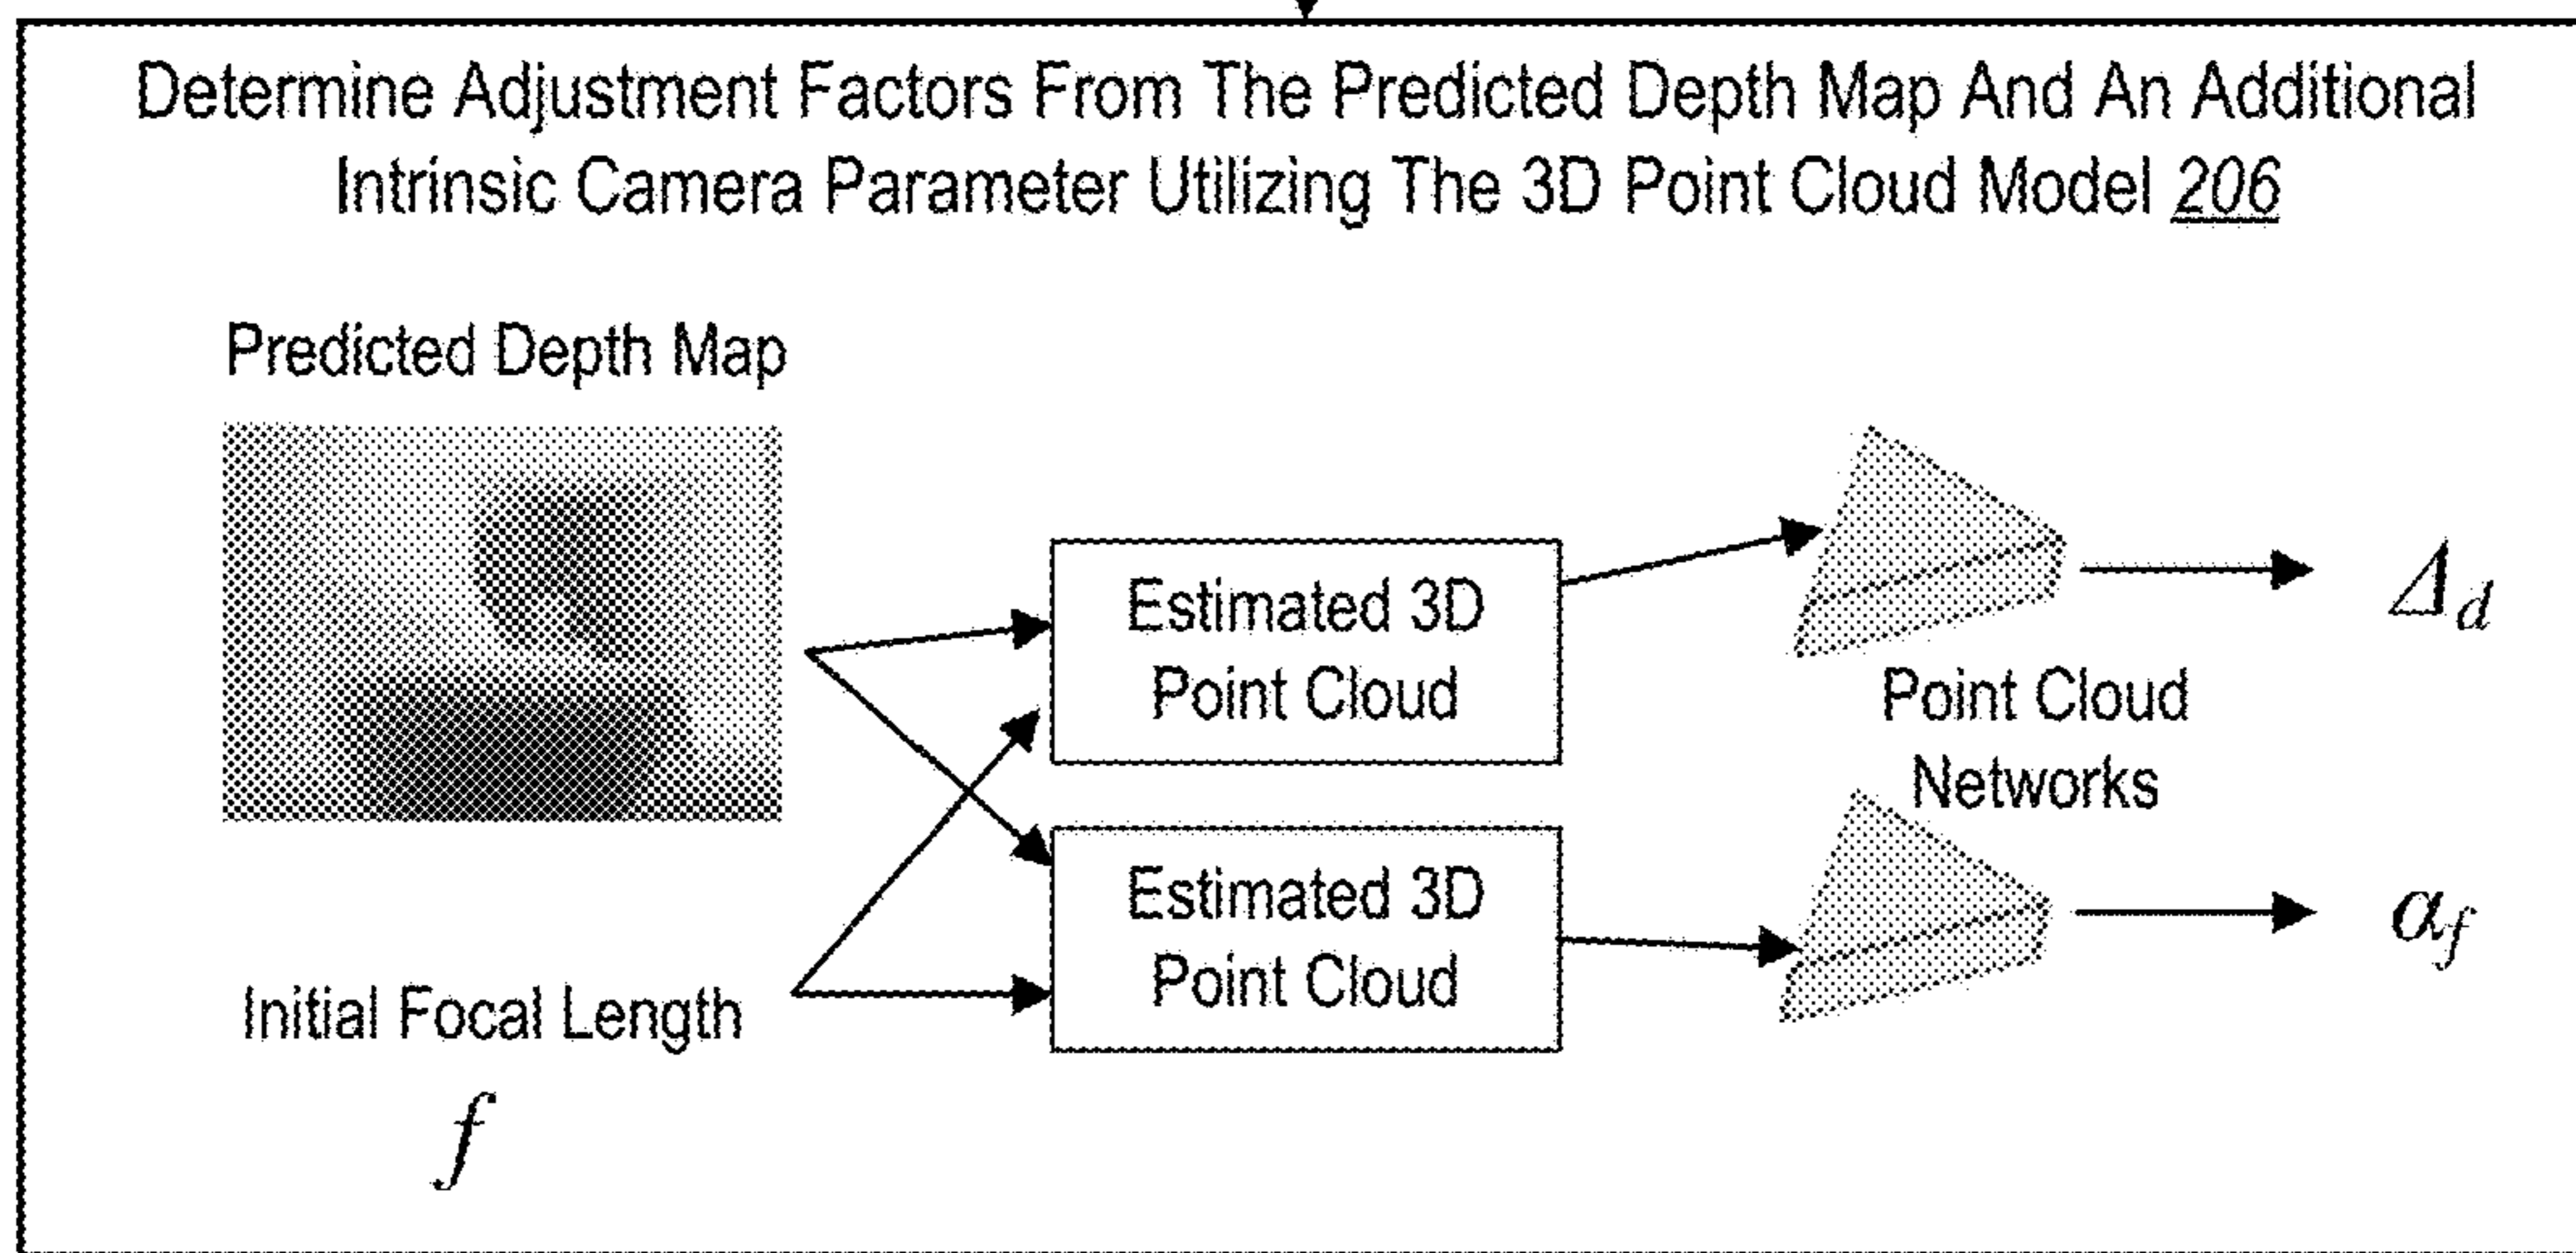 Determine Adjustment Factors From The Predicted Depth Map And An Additional
Intrinsic Camera Parameter Utilizing The 3D Point Cloud Model 206
Predicted Depth Map
Estimated 3D
Point Cloud
Δd
Point Cloud
Networks
Estimated 3D
Point Cloud
αf
Initial Focal Length
f